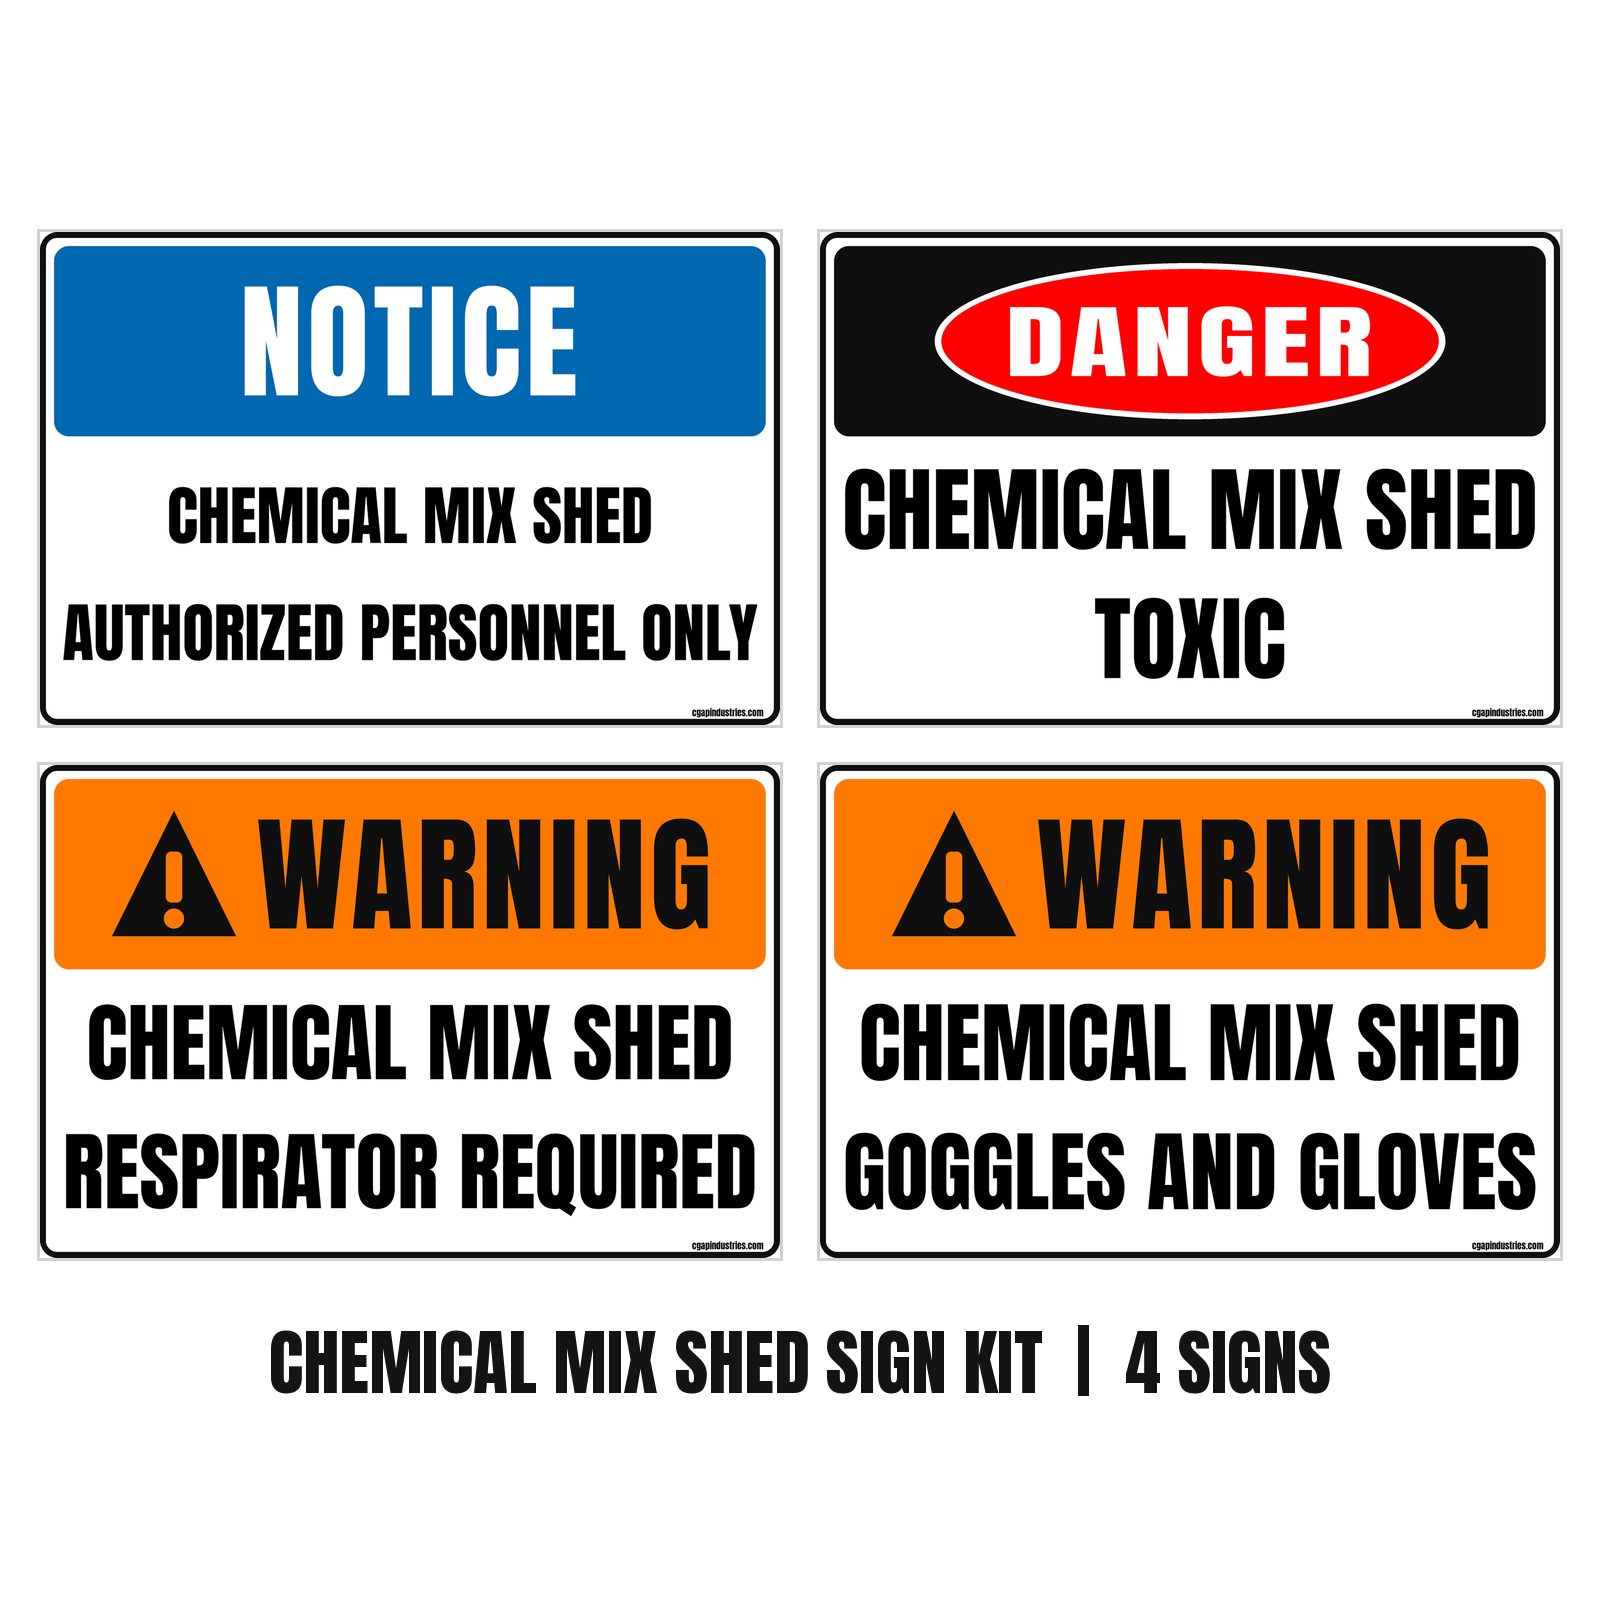 NOTICE
CHEMICAL MIX SHED
AUTHORIZED PERSONNEL ONLY
cgapindustries.com
DANGER
CHEMICAL MIX SHED
TOXIC
cgapindustries.com
WARNING
CHEMICAL MIX SHED
RESPIRATOR REQUIRED
cgapindustries.com
WARNING
CHEMICAL MIX SHED
GOGGLES AND GLOVES
cgapindustries.com
CHEMICAL MIX SHED SIGN KIT | 4 SIGNS